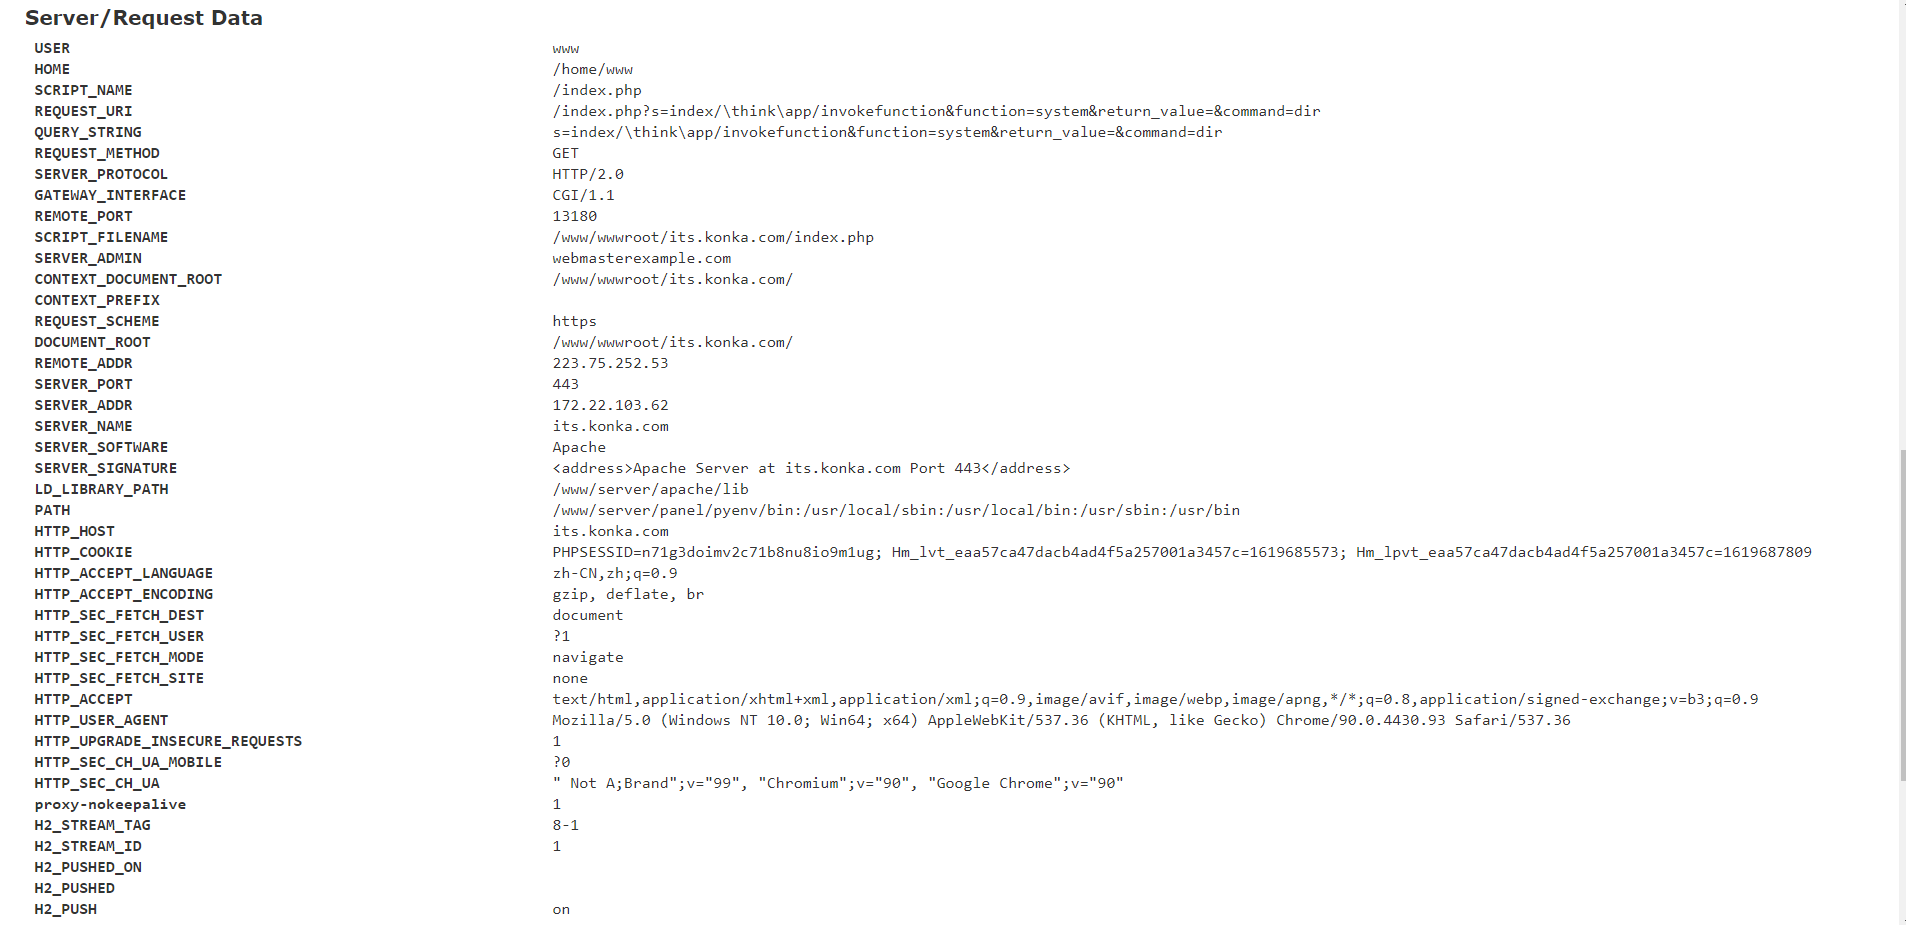 Server/Request Data
USER www
HOME /home/www
SCRIPT_NAME /index.php
REQUEST_URI /index.php?s=index/\think\app/invokefunction&function=system&return_value=&command=dir
QUERY_STRING s=index/\think\app/invokefunction&function=system&return_value=&command=dir
REQUEST_METHOD GET
SERVER_PROTOCOL HTTP/2.0
GATEWAY_INTERFACE CGI/1.1
REMOTE_PORT 13180
SCRIPT_FILENAME /www/wwwroot/its.konka.com/index.php
SERVER_ADMIN webmasterexample.com
CONTEXT_DOCUMENT_ROOT /www/wwwroot/its.konka.com/
CONTEXT_PREFIX
REQUEST_SCHEME https
DOCUMENT_ROOT /www/wwwroot/its.konka.com/
REMOTE_ADDR 223.75.252.53
SERVER_PORT 443
SERVER_ADDR 172.22.103.62
SERVER_NAME its.konka.com
SERVER_SOFTWARE Apache
SERVER_SIGNATURE <address>Apache Server at its.konka.com Port 443</address>
LD_LIBRARY_PATH /www/server/apache/lib
PATH /www/server/panel/pyenv/bin:/usr/local/sbin:/usr/local/bin:/usr/sbin:/usr/bin
HTTP_HOST its.konka.com
HTTP_COOKIE PHPSESSID=n71g3doimv2c71b8nu8io9m1ug; Hm_lvt_eaa57ca47dacb4ad4f5a257001a3457c=1619685573; Hm_lpvt_eaa57ca47dacb4ad4f5a257001a3457c=1619687809
HTTP_ACCEPT_LANGUAGE zh-CN,zh;q=0.9
HTTP_ACCEPT_ENCODING gzip, deflate, br
HTTP_SEC_FETCH_DEST document
HTTP_SEC_FETCH_USER ?1
HTTP_SEC_FETCH_MODE navigate
HTTP_SEC_FETCH_SITE none
HTTP_ACCEPT text/html,application/xhtml+xml,application/xml;q=0.9,image/avif,image/webp,image/apng,*/*;q=0.8,application/signed-exchange;v=b3;q=0.9
HTTP_USER_AGENT Mozilla/5.0 (Windows NT 10.0; Win64; x64) AppleWebKit/537.36 (KHTML, like Gecko) Chrome/90.0.4430.93 Safari/537.36
HTTP_UPGRADE_INSECURE_REQUESTS 1
HTTP_SEC_CH_UA_MOBILE ?0
HTTP_SEC_CH_UA " Not A;Brand";v="99", "Chromium";v="90", "Google Chrome";v="90"
proxy-nokeepalive 1
H2_STREAM_TAG 8-1
H2_STREAM_ID 1
H2_PUSHED_ON
H2_PUSHED
H2_PUSH on